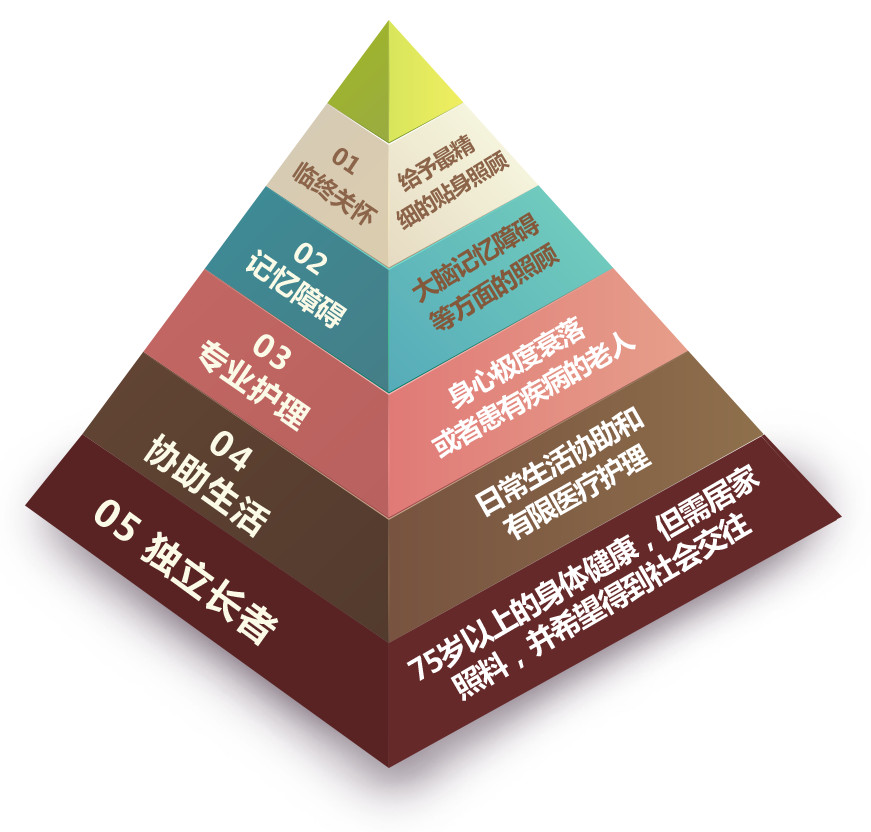 01
临终关怀
给予最精
细的贴身照顾
02
记忆障碍
大脑记忆障碍
等方面的照顾
03
专业护理
身心极度衰落
或者患有疾病的老人
04
协助生活
日常生活协助和
有限医疗护理
05 独立长者
75岁以上的身体健康，但需居家
照料，并希望得到社会交往